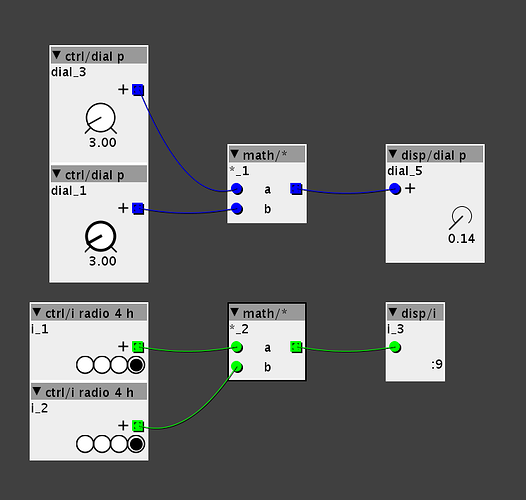 ▼ ctrl/dial p
dial_3
+
3.00
▼ ctrl/dial p
dial_1
+
3.00
▼ math/*
*_1
a
b
▼ disp/dial p
dial_5
+
0.14
▼ ctrl/i radio 4 h
i_1
+
▼ ctrl/i radio 4 h
i_2
+
▼ math/*
*_2
a
b
▼ disp/i
i_3
:9